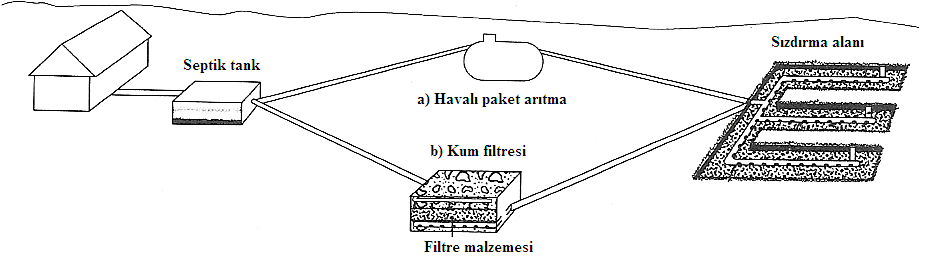 Septik tank
Sızdırma alanı
a) Havalı paket arıtma
b) Kum filtresi
Filtre malzemesi